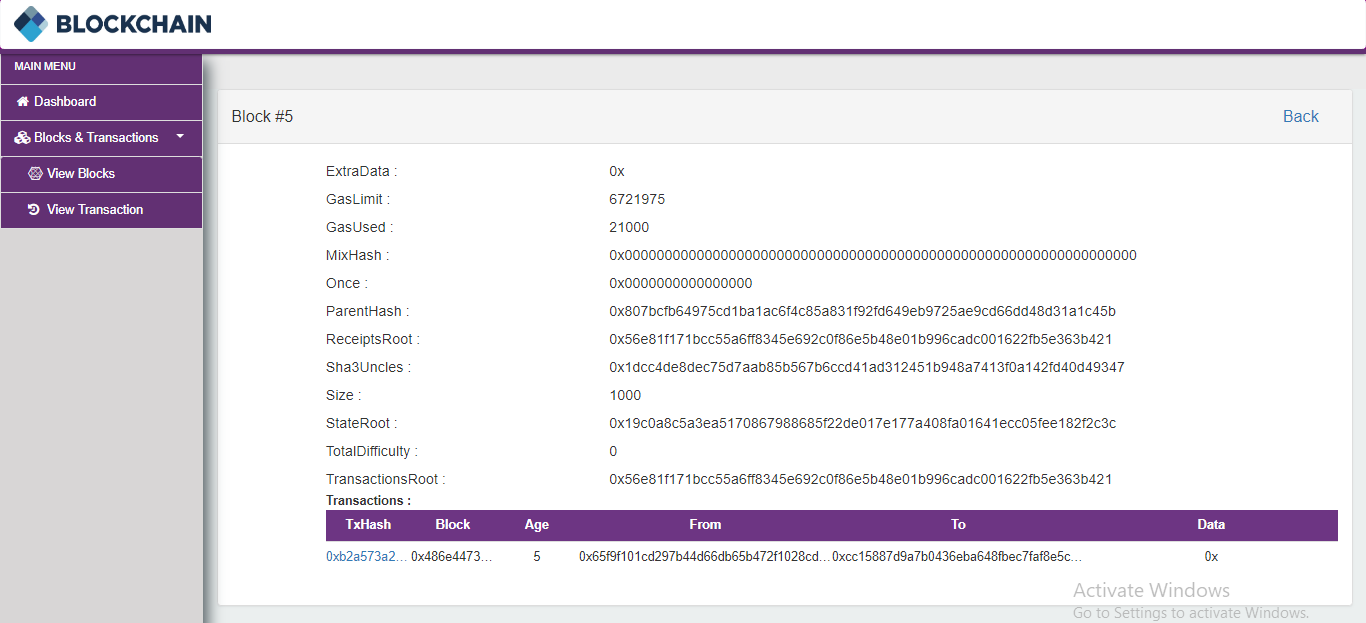 BLOCKCHAIN
MAIN MENU
Dashboard
Blocks & Transactions
View Blocks
View Transaction
Block #5 Back
ExtraData : 0x
GasLimit : 6721975
GasUsed : 21000
MixHash : 0x0000000000000000000000000000000000000000000000000000000000000000
Once : 0x0000000000000000
ParentHash : 0x807bcfb64975cd1ba1ac6f4c85a831f92fd649eb9725ae9cd66dd48d31a1c45b
ReceiptsRoot : 0x56e81f171bcc55a6ff8345e692c0f86e5b48e01b996cadc001622fb5e363b421
Sha3Uncles : 0x1dcc4de8dec75d7aab85b567b6ccd41ad312451b948a7413f0a142fd40d49347
Size : 1000
StateRoot : 0x19c0a8c5a3ea5170867988685f22de017e177a408fa01641ecc05fee182f2c3c
TotalDifficulty : 0
TransactionsRoot : 0x56e81f171bcc55a6ff8345e692c0f86e5b48e01b996cadc001622fb5e363b421
Transactions :
TxHash Block Age From To Data
0xb2a573a2... 0x486e4473... 5 0x65f9f101cd297b44d66db65b472f1028cd... 0xcc15887d9a7b0436eba648fbec7faf8e5c... 0x
Activate Windows
Go to Settings to activate Windows.